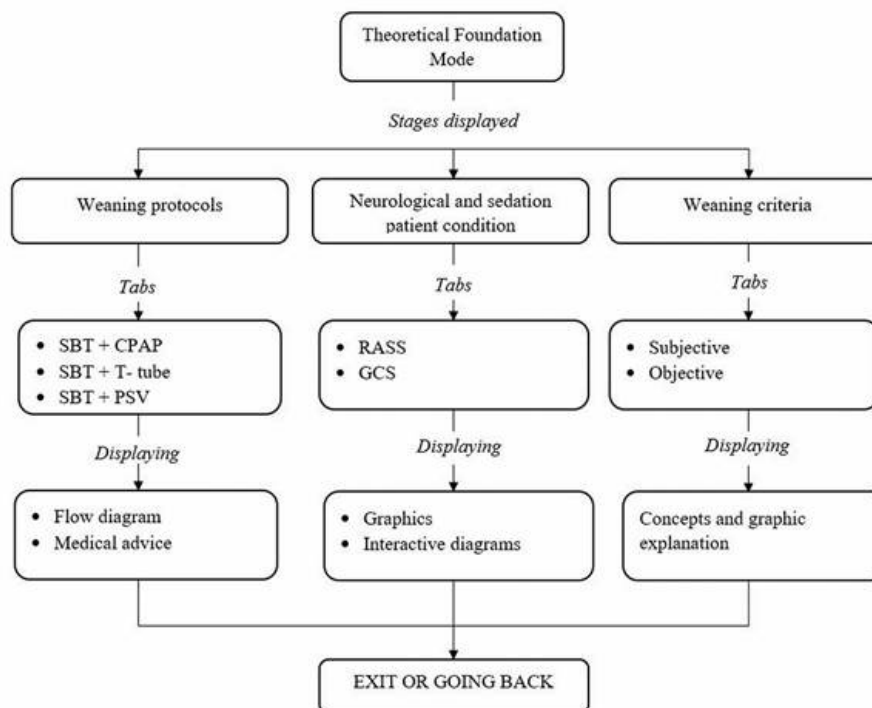 Theoretical Foundation
Mode
Stages displayed
Weaning protocols
Neurological and sedation
patient condition
Weaning criteria
Tabs
Tabs
Tabs
• SBT + CPAP
• SBT + T- tube
• SBT + PSV
• RASS
• GCS
• Subjective
• Objective
Displaying
Displaying
Displaying
• Flow diagram
• Medical advice
• Graphics
• Interactive diagrams
Concepts and graphic
explanation
EXIT OR GOING BACK